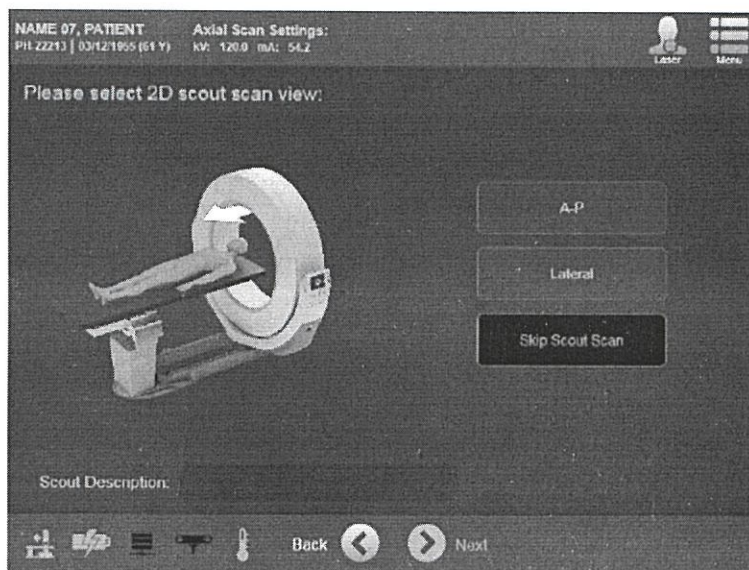 NAME 07, PATIENT
PH 22213 | 03/12/1955 (61 Y)
Axial Scan Settings:
kV: 120.0 mA: 54.2
Laser
Menu
Please select 2D scout scan view:
A-P
Lateral
Skip Scout Scan
Scout Description:
Back
Next